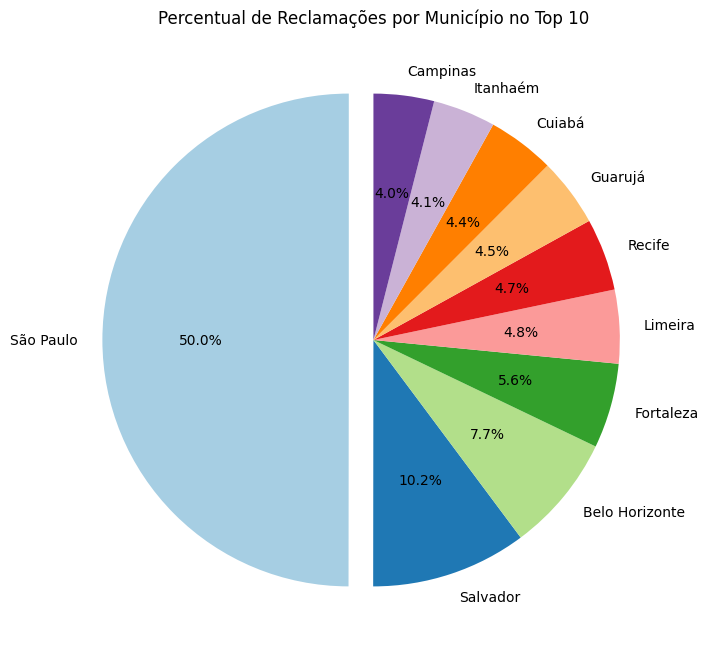 Percentual de Reclamações por Município no Top 10
Campinas
Itanhaém
Cuiabá
Guarujá
Recife
Limeira
Fortaleza
Belo Horizonte
Salvador
São Paulo
4.0%
4.1%
4.4%
4.5%
4.7%
4.8%
5.6%
7.7%
10.2%
50.0%